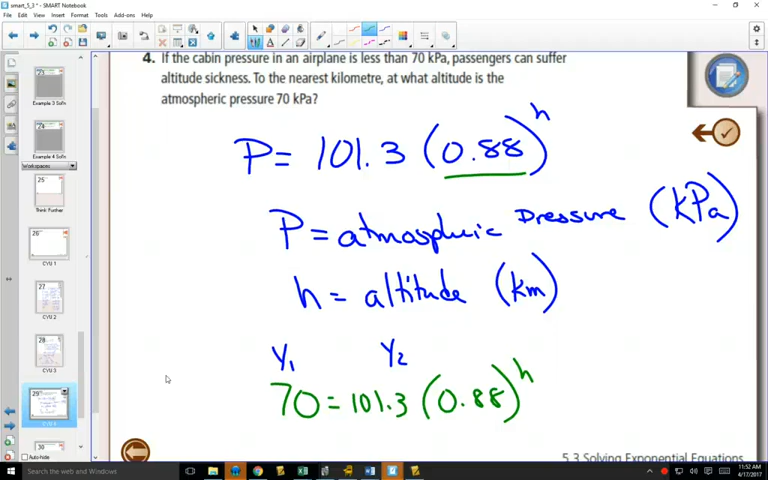 smart_5_3 * - SMART Notebook
File Edit View Insert Format Tools Add-ons Help
4. If the cabin pressure in an airplane is less than 70 kPa, passengers can suffer
altitude sickness. To the nearest kilometre, at what altitude is the
atmospheric pressure 70 kPa?
P = 101.3 (0.88)^h
P = atmospheric Pressure (kPa)
h = altitude (km)
Y1 Y2
70 = 101.3 (0.88)^h
5.3 Solving Exponential Equations
23
Example 3 Soln
24
Example 4 Soln
Workspaces
25
Think Further
26
CYU 1
27
CYU 2
28
CYU 3
29
30
Auto-hide
Search the web and Windows
11:52 AM
4/17/2017